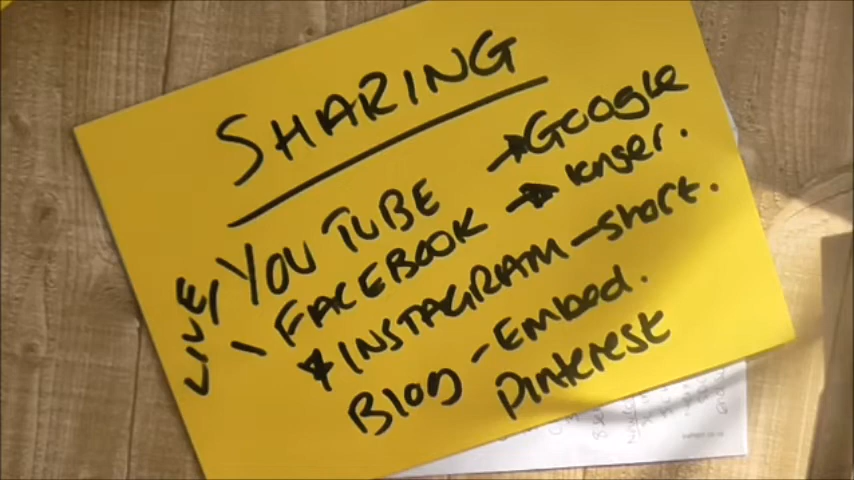 SHARING
YOUTUBE → Google
FACEBOOK → longer.
INSTAGRAM - short.
Blog - Embed.
Pinterest
LIVE